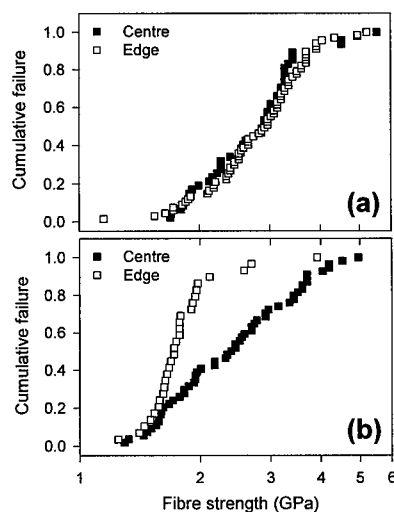 1.0
Centre
Edge
0.8
0.6
0.4
0.2
0.0
Cumulative failure
(a)
1.0
Centre
Edge
0.8
0.6
0.4
0.2
0.0
Cumulative failure
(b)
1 2 3 4 5 6
Fibre strength (GPa)